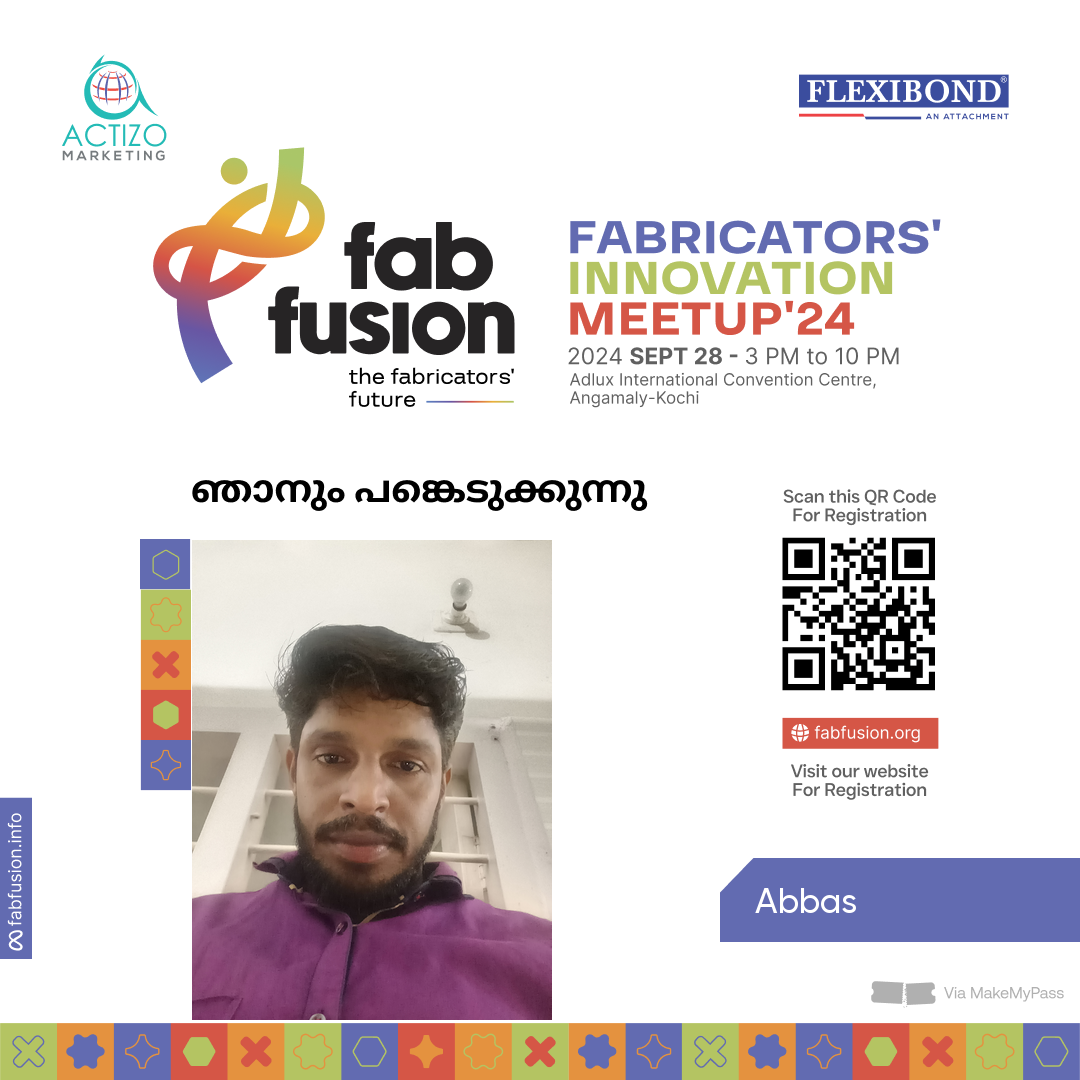 ACTIZO
MARKETING
FLEXIBOND®
AN ATTACHMENT
fab
fusion
the fabricators'
future
FABRICATORS'
INNOVATION
MEETUP'24
2024 SEPT 28 - 3 PM to 10 PM
Adlux International Convention Centre,
Angamaly-Kochi
ഞാനും പങ്കെടുക്കുന്നു
Scan this QR Code
For Registration
fabfusion.org
Visit our website
For Registration
fabfusion.info
Abbas
Via MakeMyPass